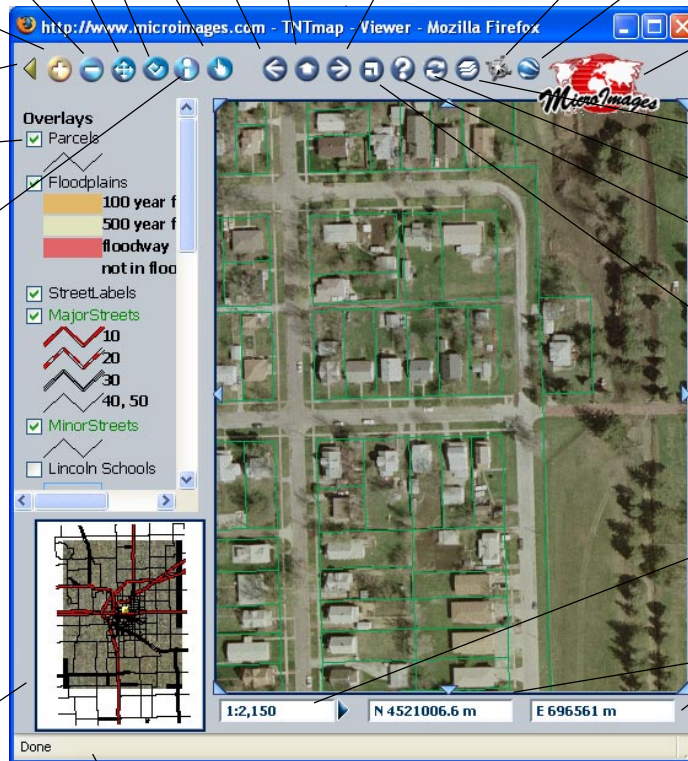 http://www.microimages.com - TNTmap - Viewer - Mozilla Firefox
MicroImages
Overlays
Parcels
Floodplains
100 year f
500 year f
floodway
not in floo
StreetLabels
MajorStreets
10
20
30
40, 50
MinorStreets
Lincoln Schools
1:2,150
N 4521006.6 m
E 696561 m
Done